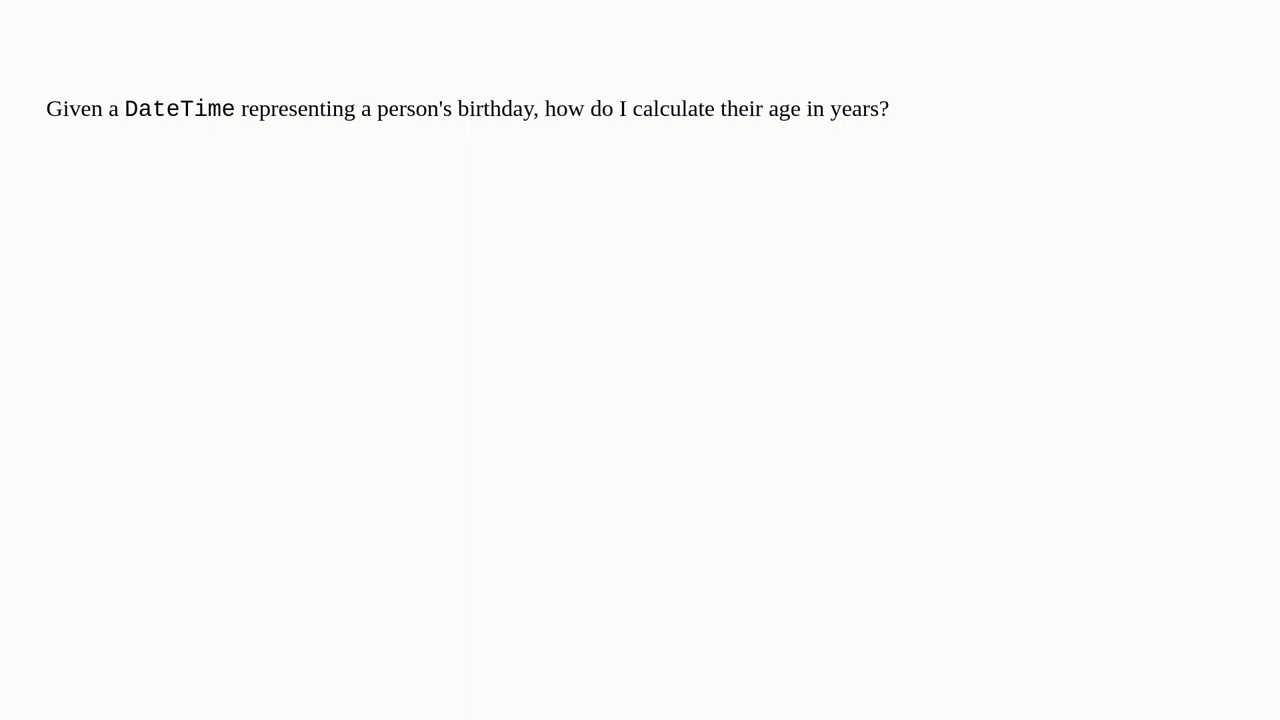 Given a DateTime representing a person's birthday, how do I calculate their age in years?